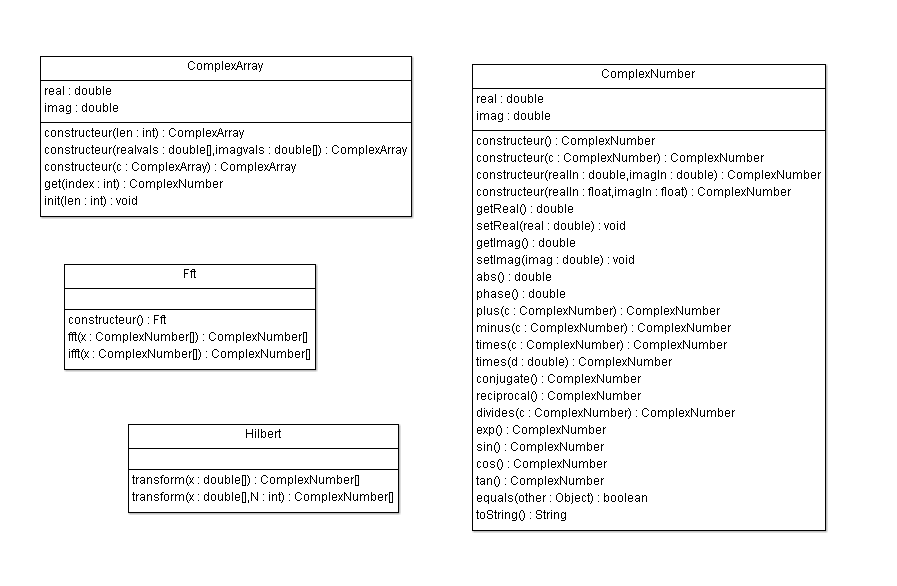 ComplexArray
real : double
imag : double
constructeur(len : int) : ComplexArray
constructeur(realvals : double[],imagvals : double[]) : ComplexArray
constructeur(c : ComplexArray) : ComplexArray
get(index : int) : ComplexNumber
init(len : int) : void
Fft
constructeur() : Fft
fft(x : ComplexNumber[]) : ComplexNumber[]
ifft(x : ComplexNumber[]) : ComplexNumber[]
Hilbert
transform(x : double[]) : ComplexNumber[]
transform(x : double[],N : int) : ComplexNumber[]
ComplexNumber
real : double
imag : double
constructeur() : ComplexNumber
constructeur(c : ComplexNumber) : ComplexNumber
constructeur(realIn : double,imagIn : double) : ComplexNumber
constructeur(realIn : float,imagIn : float) : ComplexNumber
getReal() : double
setReal(real : double) : void
getImag() : double
setImag(imag : double) : void
abs() : double
phase() : double
plus(c : ComplexNumber) : ComplexNumber
minus(c : ComplexNumber) : ComplexNumber
times(c : ComplexNumber) : ComplexNumber
times(d : double) : ComplexNumber
conjugate() : ComplexNumber
reciprocal() : ComplexNumber
divides(c : ComplexNumber) : ComplexNumber
exp() : ComplexNumber
sin() : ComplexNumber
cos() : ComplexNumber
tan() : ComplexNumber
equals(other : Object) : boolean
toString() : String